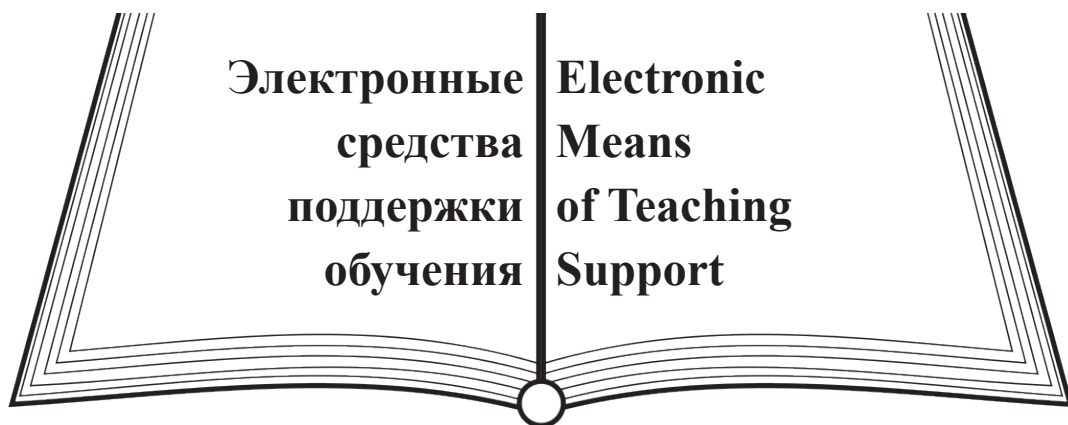 Электронные
средства
поддержки
обучения
Electronic
Means
of Teaching
Support